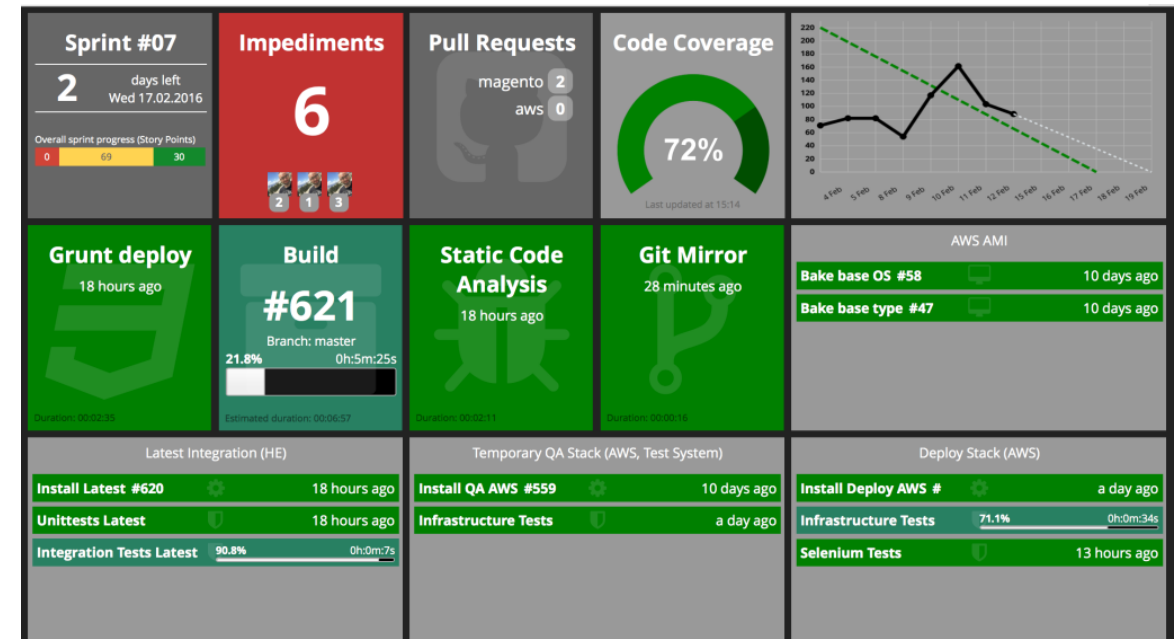 Sprint #07
2
days left
Wed 17.02.2016
Overall sprint progress (Story Points)
0 69 30
Impediments
6
2 1 3
Pull Requests
magento 2
aws 0
Code Coverage
72%
Last updated at 15:14
220
200
180
160
140
120
100
80
60
40
20
0
4 Feb 5 Feb 8 Feb 9 Feb 10 Feb 11 Feb 12 Feb 15 Feb 16 Feb 17 Feb 18 Feb 19 Feb
Grunt deploy
18 hours ago
Duration: 00:02:35
Build
#621
Branch: master
21.8% 0h:5m:25s
Estimated duration: 00:06:57
Static Code
Analysis
18 hours ago
Duration: 00:02:11
Git Mirror
28 minutes ago
Duration: 00:00:16
AWS AMI
Bake base OS #58 10 days ago
Bake base type #47 10 days ago
Latest Integration (HE)
Install Latest #620 18 hours ago
Unittests Latest 18 hours ago
Integration Tests Latest 90.8% 0h:0m:7s
Temporary QA Stack (AWS, Test System)
Install QA AWS #559 10 days ago
Infrastructure Tests a day ago
Deploy Stack (AWS)
Install Deploy AWS # a day ago
Infrastructure Tests 71.1% 0h:0m:34s
Selenium Tests 13 hours ago